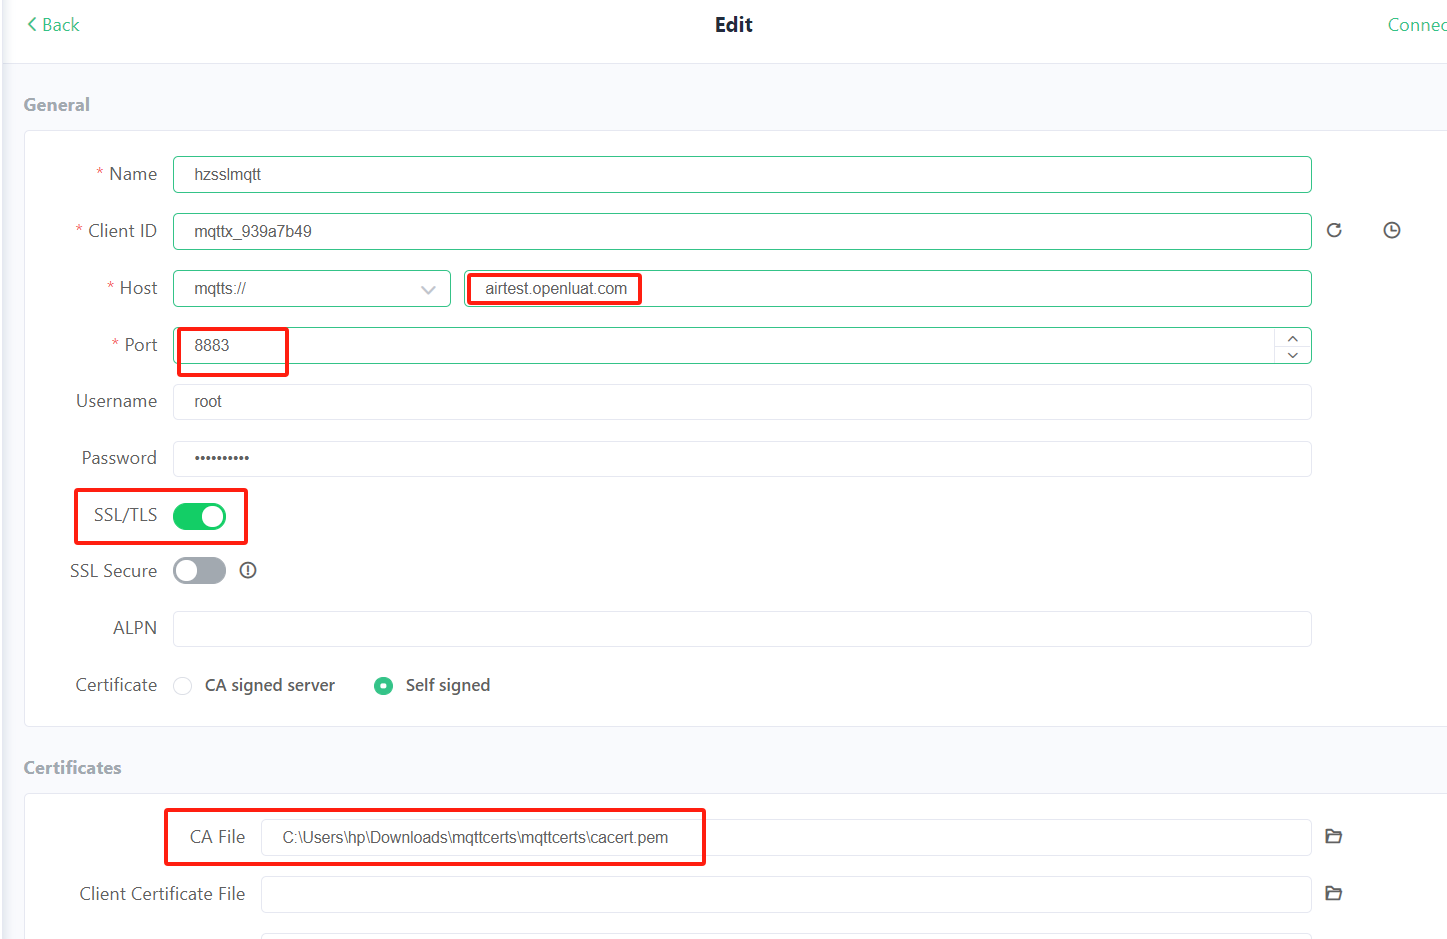 Back
Edit
Connec
General
* Name hzsslmqtt
* Client ID mqttx_939a7b49
* Host mqtts:// airtest.openluat.com
* Port 8883
Username root
Password ••••••••••
SSL/TLS
SSL Secure
ALPN
Certificate CA signed server Self signed
Certificates
CA File C:\Users\hp\Downloads\mqttcerts\mqttcerts\cacert.pem
Client Certificate File